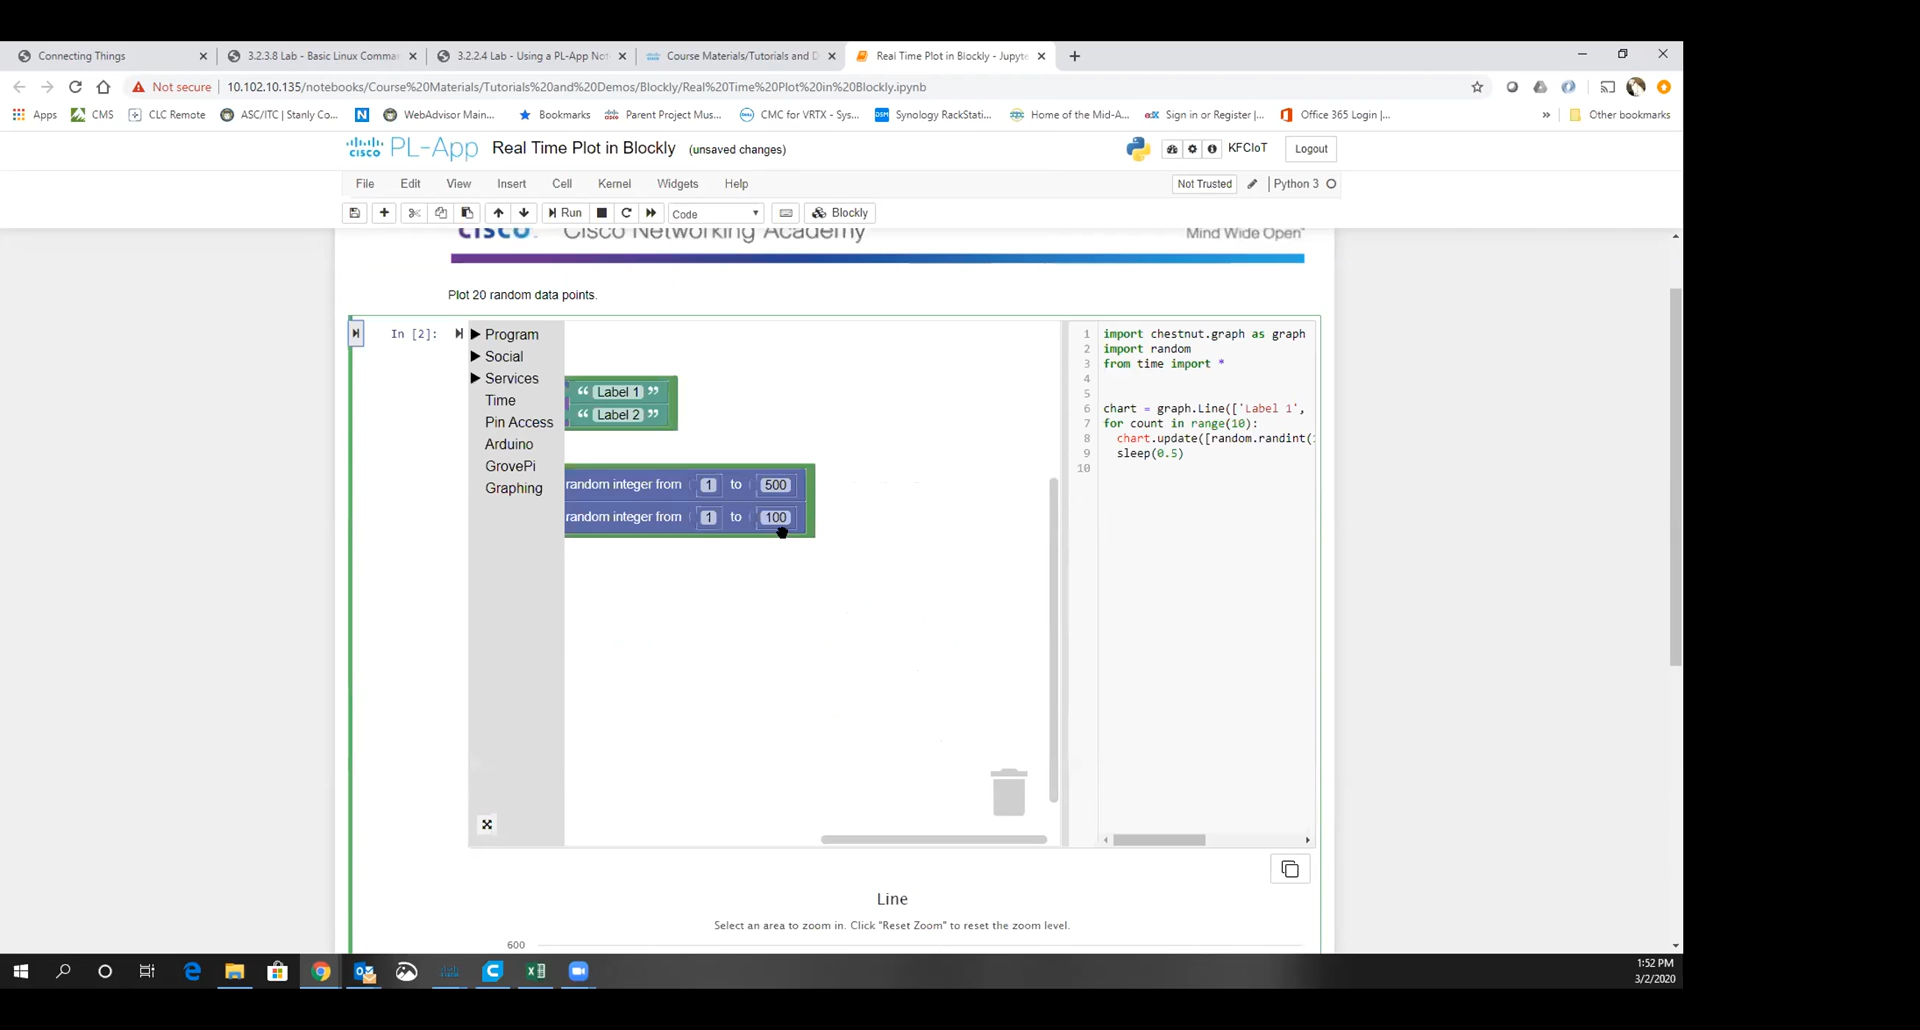 Connecting Things
3.2.3.8 Lab - Basic Linux Comma
3.2.2.4 Lab - Using a PL-App Not
Course Materials/Tutorials and D
Real Time Plot in Blockly - Jupyte
Not secure
10.102.10.135/notebooks/Course%20Materials/Tutorials%20and%20Demos/Blockly/Real%20Time%20Plot%20in%20Blockly.ipynb
Apps
CMS
CLC Remote
ASC/ITC | Stanly Co...
N
WebAdvisor Main...
Bookmarks
Parent Project Mus...
CMC for VRTX - Sys...
DSM
Synology RackStati...
Home of the Mid-A...
Sign in or Register |...
Office 365 Login |...
»
Other bookmarks
cisco
PL-App
Real Time Plot in Blockly
(unsaved changes)
KFCIoT
Logout
File
Edit
View
Insert
Cell
Kernel
Widgets
Help
Not Trusted
Python 3
Run
Code
Blockly
cisco
Cisco Networking Academy
Mind Wide Open™
Plot 20 random data points.
In [2]:
Program
Social
Services
Time
Pin Access
Arduino
GrovePi
Graphing
“ Label 1 ”
“ Label 2 ”
random integer from 1 to 500
random integer from 1 to 100
1 import chestnut.graph as graph
2 import random
3 from time import *
4
5
6 chart = graph.Line(['Label 1',
7 for count in range(10):
8 chart.update([random.randint(
9 sleep(0.5)
10
Line
Select an area to zoom in. Click "Reset Zoom" to reset the zoom level.
600
1:52 PM
3/2/2020